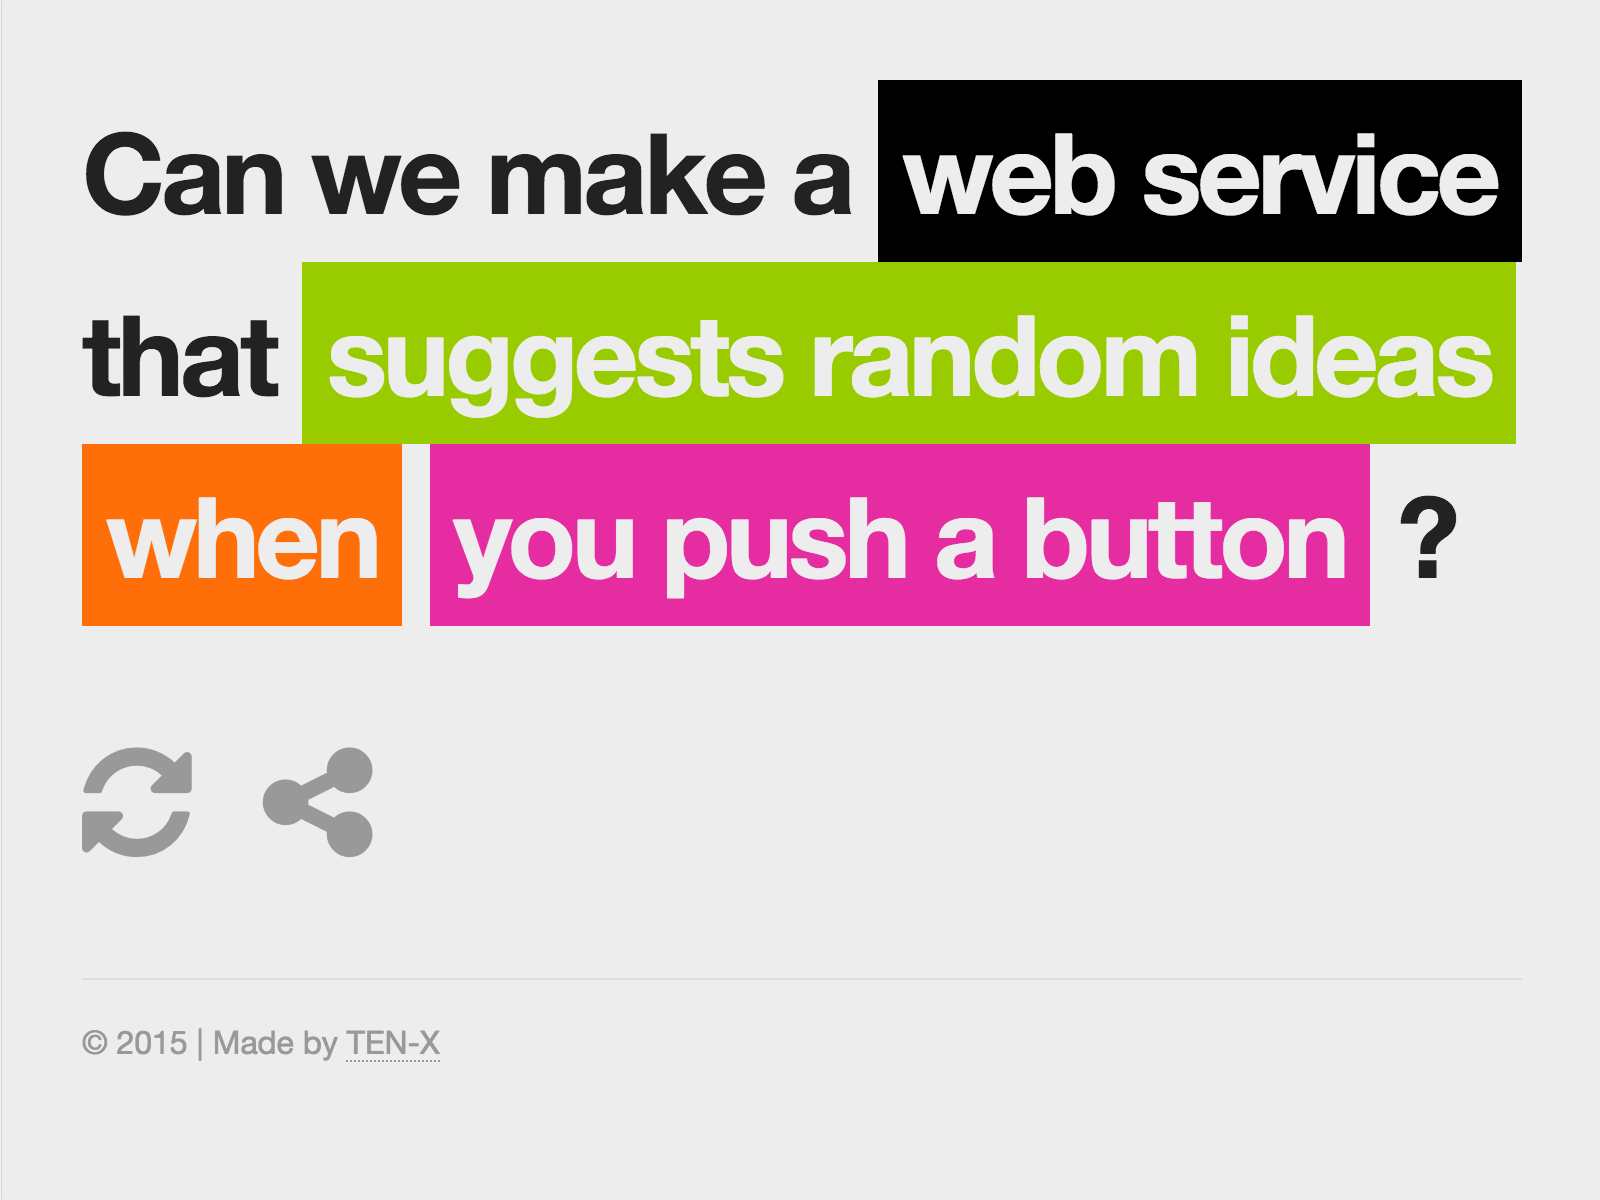 Can we make a web service
that suggests random ideas
when you push a button ?
© 2015 | Made by TEN-X